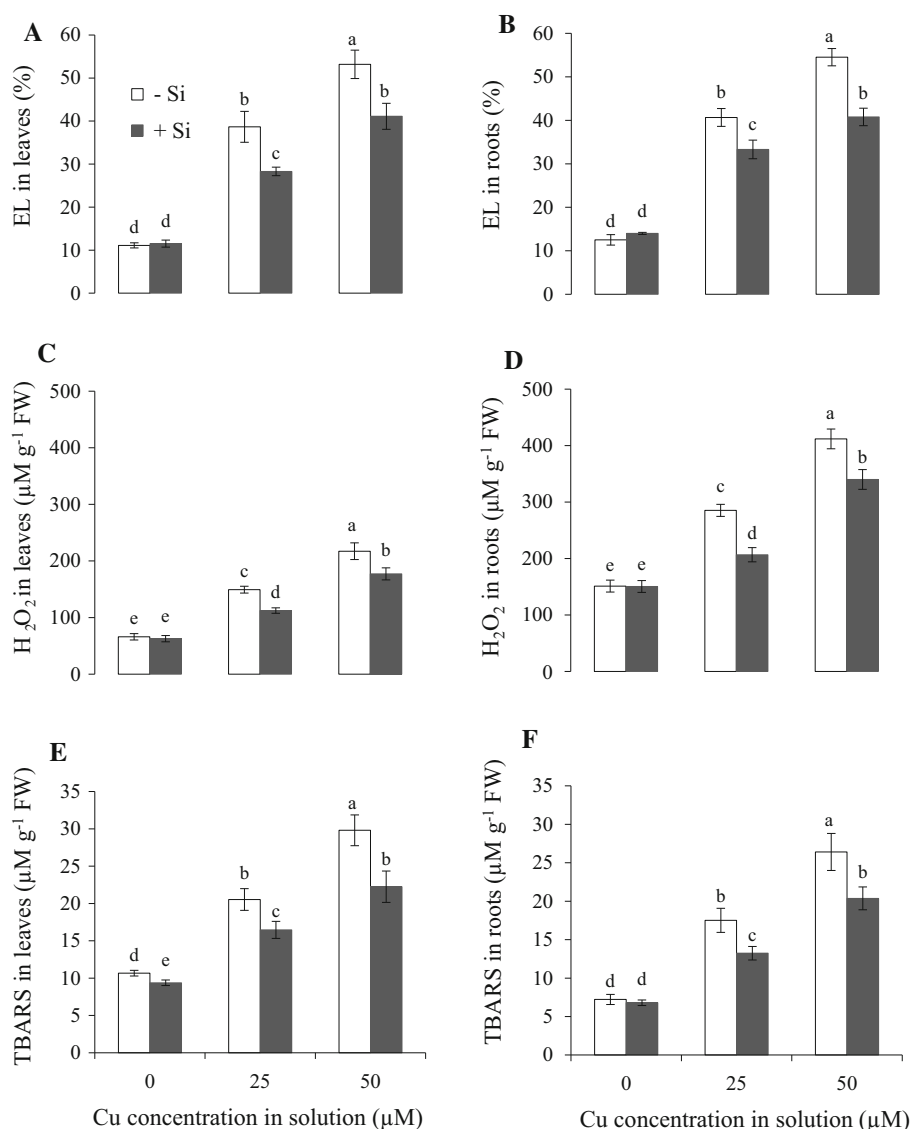 A
EL in leaves (%)
60
50
40
30
20
10
0
- Si
+ Si
d d
b
c
a
b
B
EL in roots (%)
60
50
40
30
20
10
0
d d
b
c
a
b
C
H2O2 in leaves (µM g-1 FW)
500
400
300
200
100
0
e e
c
d
a
b
D
H2O2 in roots (µM g-1 FW)
500
400
300
200
100
0
e e
c
d
a
b
E
TBARS in leaves (µM g-1 FW)
35
30
25
20
15
10
5
0
d
e
b
c
a
b
0 25 50
Cu concentration in solution (µM)
F
TBARS in roots (µM g-1 FW)
35
30
25
20
15
10
5
0
d d
b
c
a
b
0 25 50
Cu concentration in solution (µM)